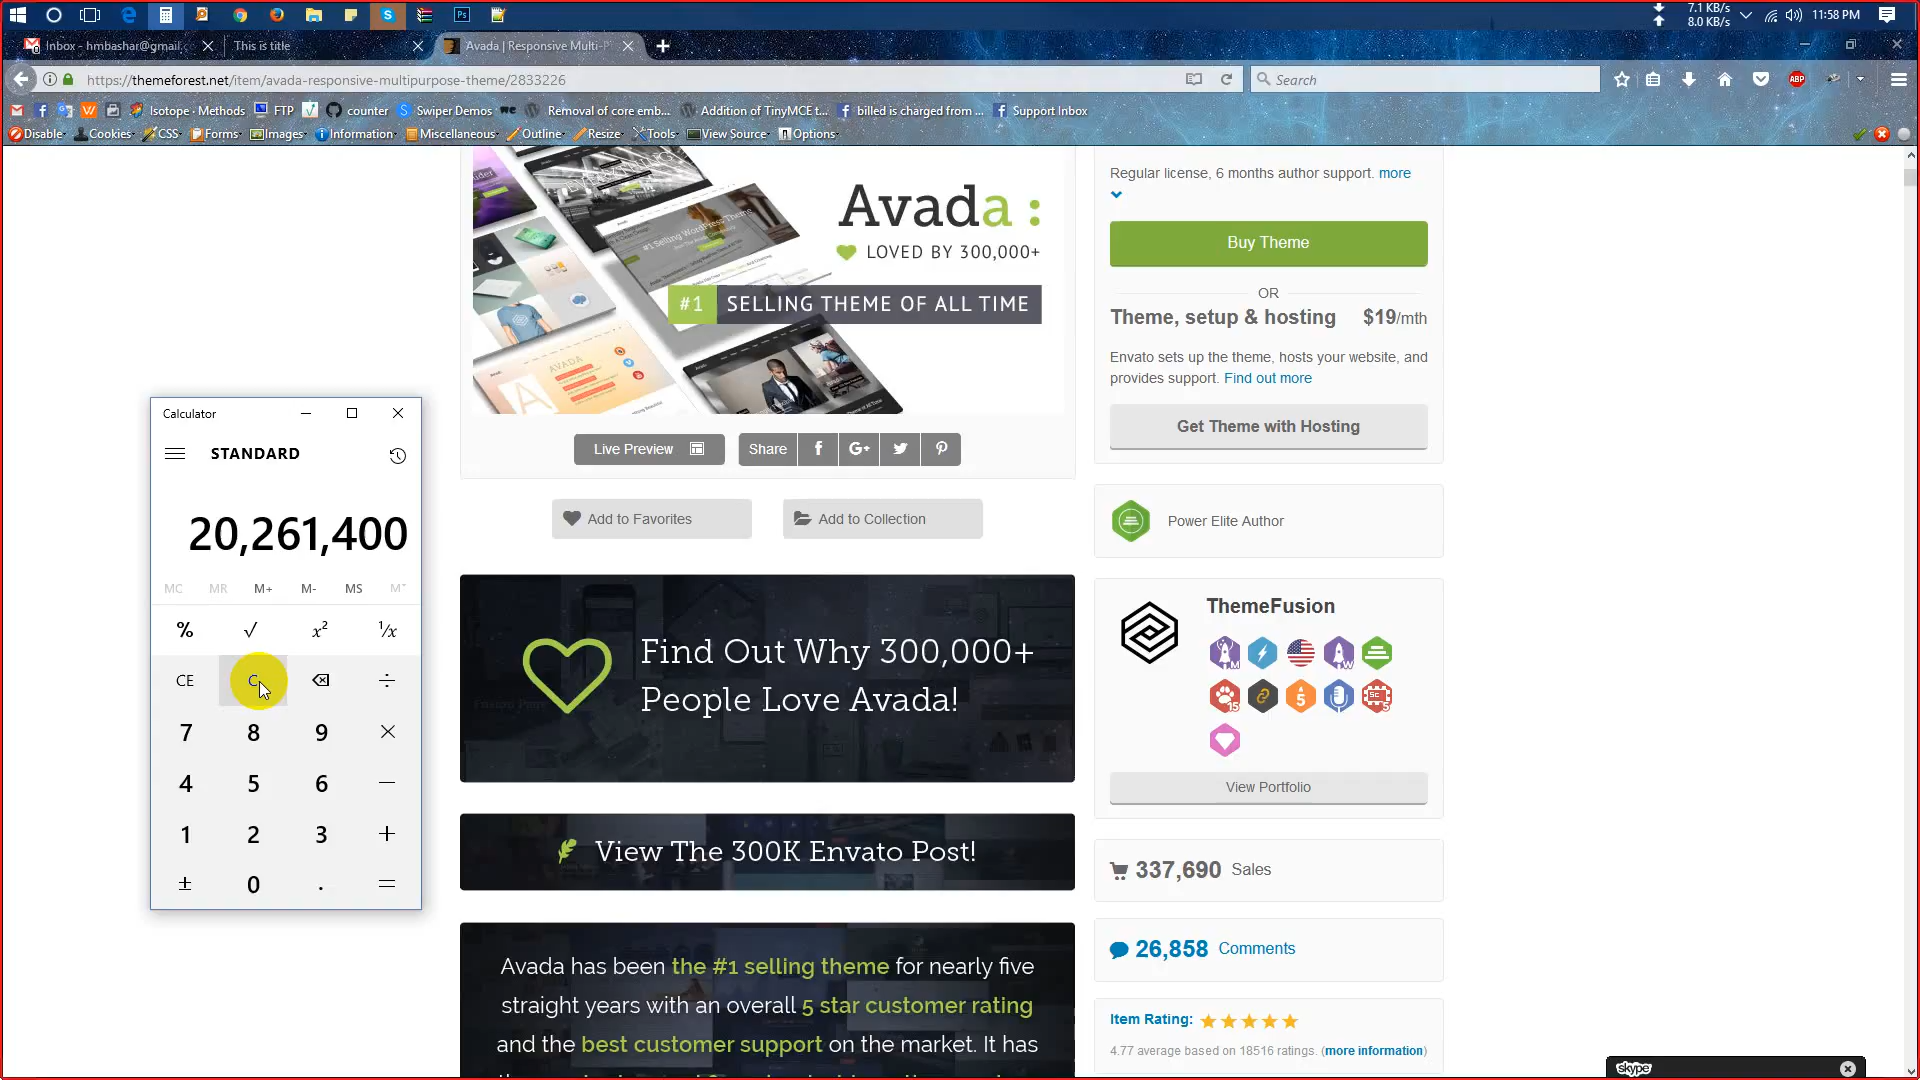 7.1 KB/s
8.0 KB/s
11:58 PM
Inbox - hmbashar@gmail.c
This is title
Avada | Responsive Multi-P
https://themeforest.net/item/avada-responsive-multipurpose-theme/2833226
Search
Isotope · Methods
FTP
counter
Swiper Demos
Removal of core emb...
Addition of TinyMCE t...
billed is charged from ...
Support Inbox
Disable
Cookies
CSS
Forms
Images
Information
Miscellaneous
Outline
Resize
Tools
View Source
Options
Avada :
LOVED BY 300,000+
#1 SELLING THEME OF ALL TIME
Live Preview
Share
Add to Favorites
Add to Collection
Find Out Why 300,000+
People Love Avada!
View The 300K Envato Post!
Avada has been the #1 selling theme for nearly five
straight years with an overall 5 star customer rating
and the best customer support on the market. It has
Regular license, 6 months author support. more
Buy Theme
OR
Theme, setup & hosting $19/mth
Envato sets up the theme, hosts your website, and
provides support. Find out more
Get Theme with Hosting
Power Elite Author
ThemeFusion
View Portfolio
337,690 Sales
26,858 Comments
Item Rating:
4.77 average based on 18516 ratings. (more information)
Calculator
STANDARD
20,261,400
MC MR M+ M- MS M˅
% √ x² ¹/x
CE C ÷
7 8 9 ×
4 5 6 −
1 2 3 +
± 0 . =
skype